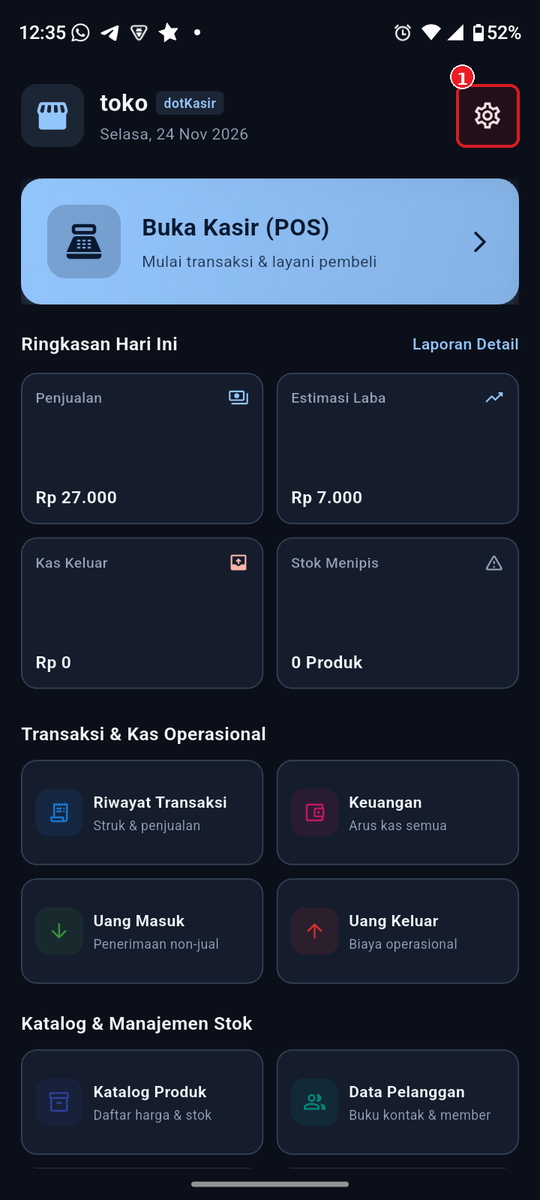 12:35 52%
1
toko dotKasir
Selasa, 24 Nov 2026
Buka Kasir (POS)
Mulai transaksi & layani pembeli
Ringkasan Hari Ini Laporan Detail
Penjualan
Rp 27.000
Estimasi Laba
Rp 7.000
Kas Keluar
Rp 0
Stok Menipis
0 Produk
Transaksi & Kas Operasional
Riwayat Transaksi
Struk & penjualan
Keuangan
Arus kas semua
Uang Masuk
Penerimaan non-jual
Uang Keluar
Biaya operasional
Katalog & Manajemen Stok
Katalog Produk
Daftar harga & stok
Data Pelanggan
Buku kontak & member